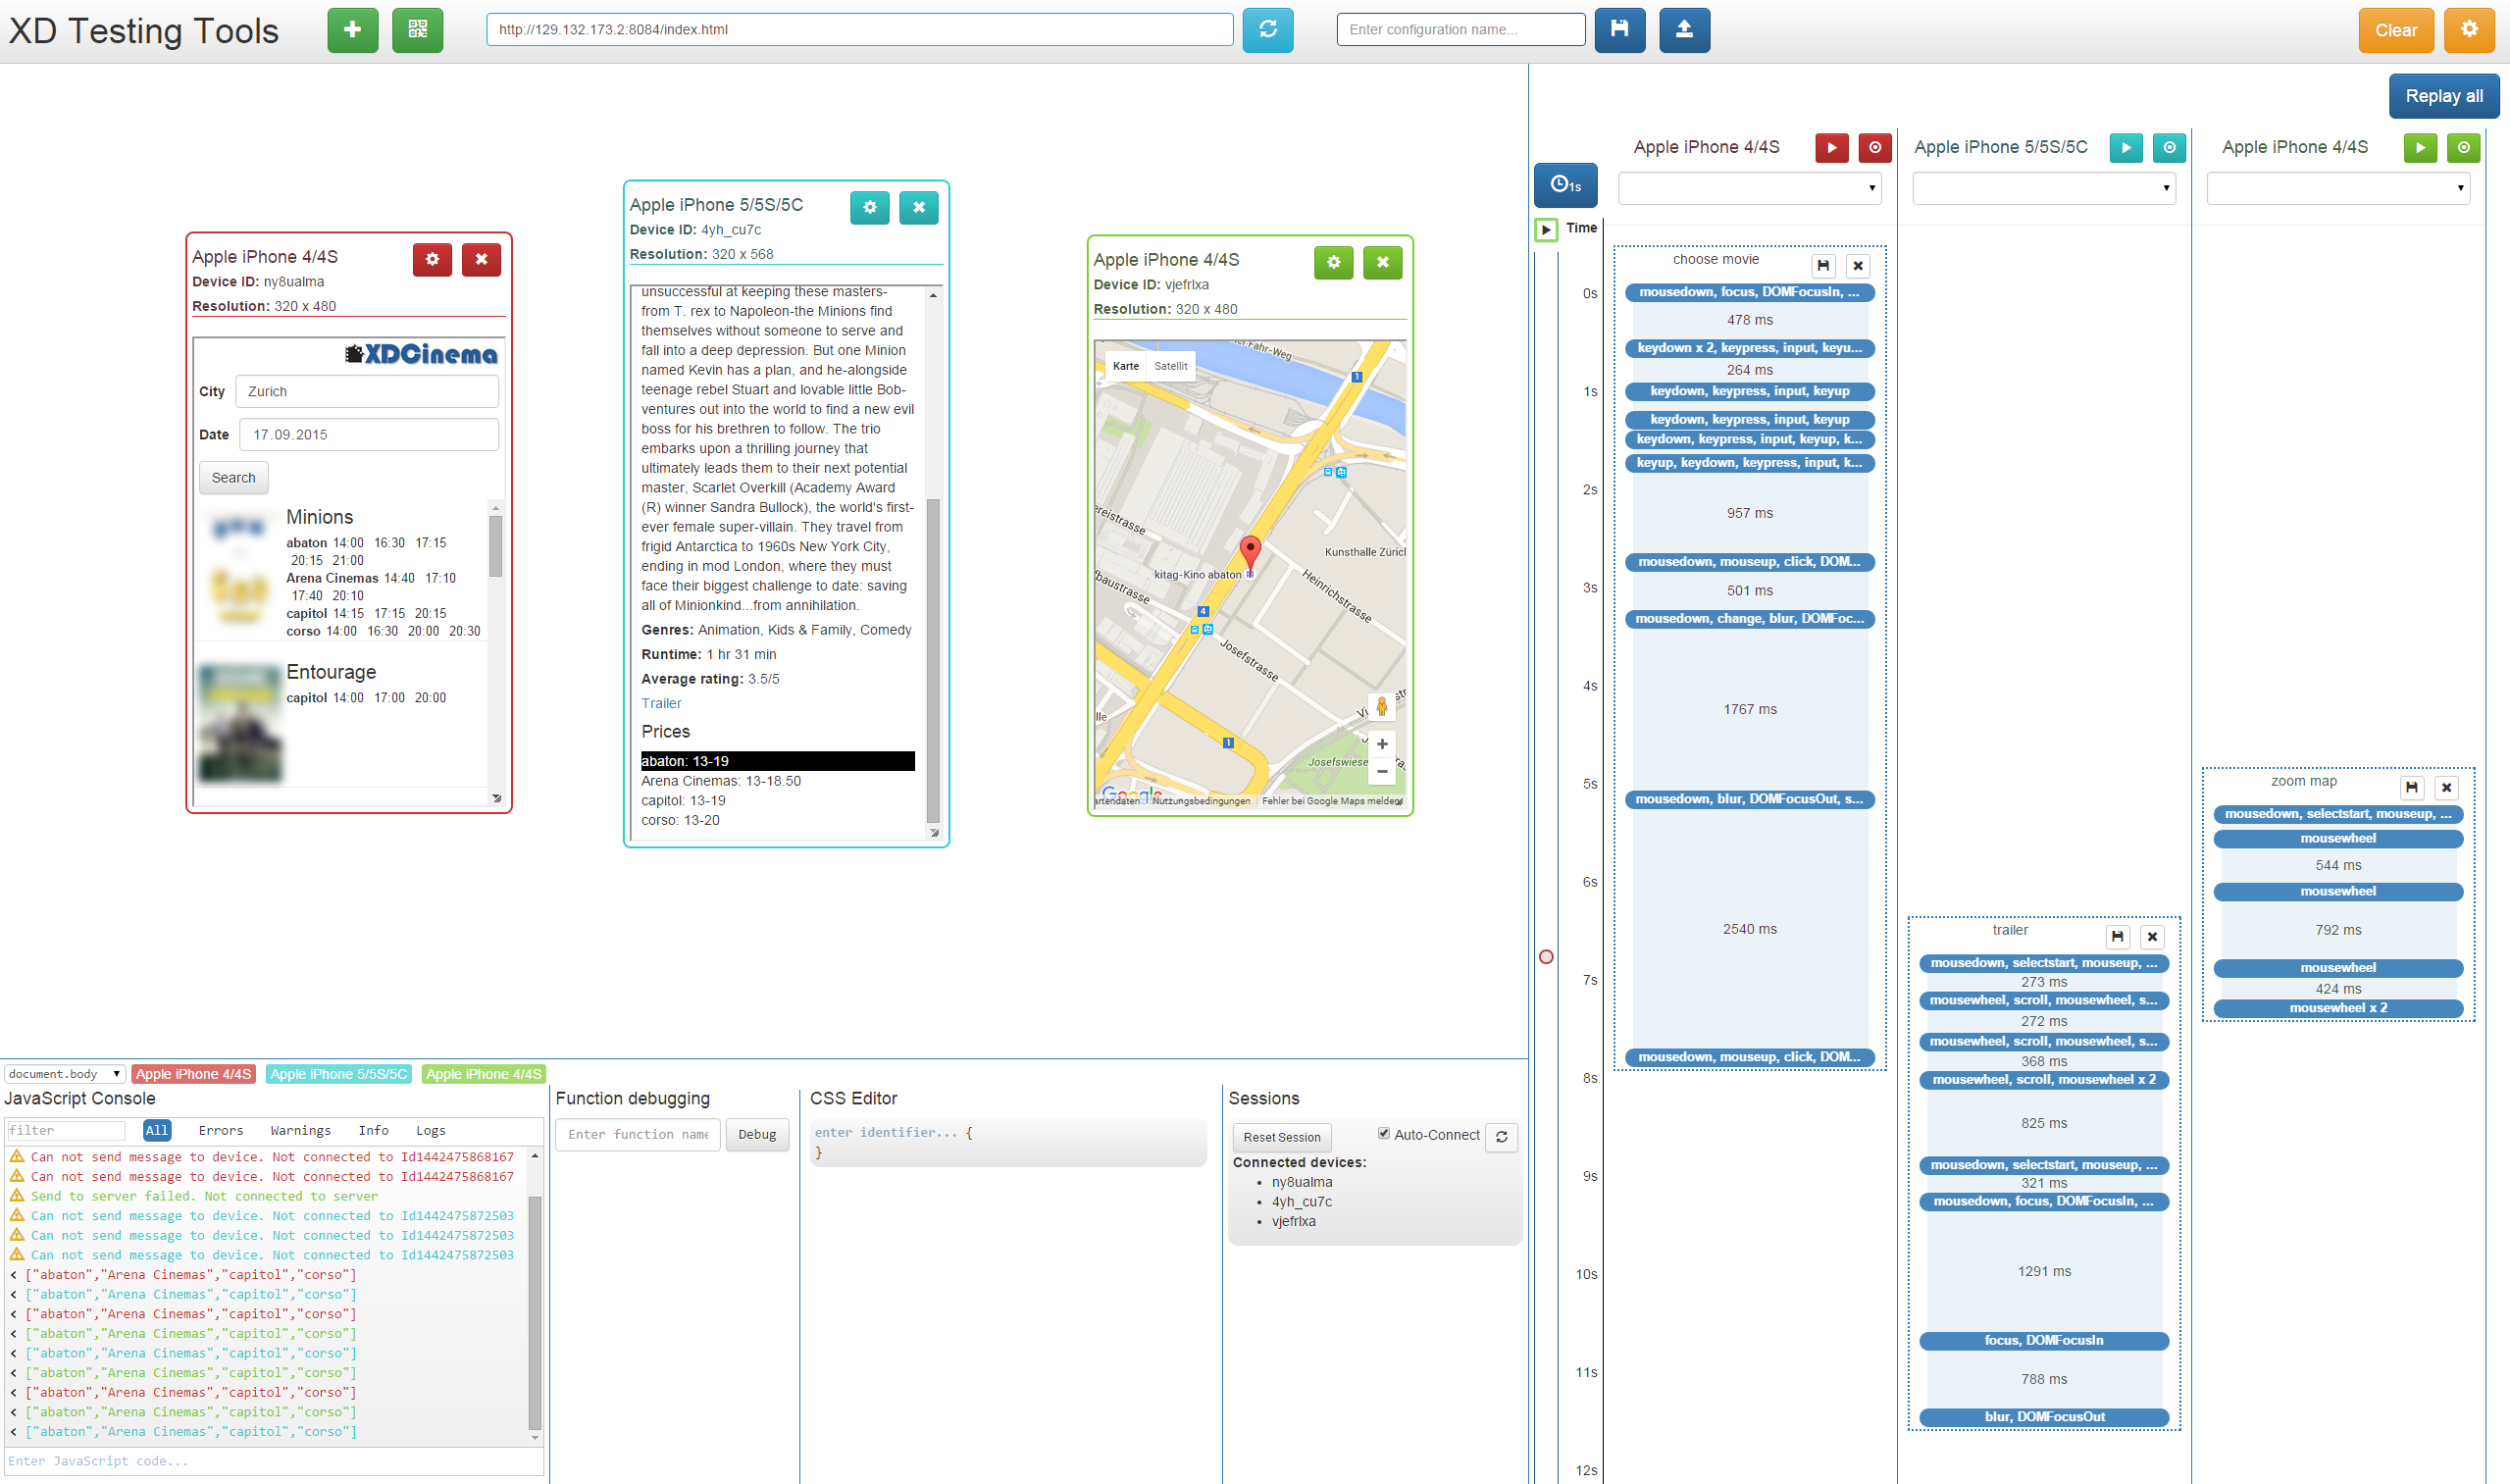 XD Testing Tools
http://129.132.173.2:8084/index.html
Enter configuration name...
Clear
Apple iPhone 4/4S
Device ID: ny8ualma
Resolution: 320 x 480
XDCinema
City Zurich
Date 17.09.2015
Search
Minions
abaton 14:00 16:30 17:15
20:15 21:00
Arena Cinemas 14:40 17:10
17:40 20:10
capitol 14:15 17:15 20:15
corso 14:00 16:30 20:00 20:30
Entourage
capitol 14:00 17:00 20:00
Apple iPhone 5/5S/5C
Device ID: 4yh_cu7c
Resolution: 320 x 568
unsuccessful at keeping these masters-
from T. rex to Napoleon-the Minions find
themselves without someone to serve and
fall into a deep depression. But one Minion
named Kevin has a plan, and he-alongside
teenage rebel Stuart and lovable little Bob-
ventures out into the world to find a new evil
boss for his brethren to follow. The trio
embarks upon a thrilling journey that
ultimately leads them to their next potential
master, Scarlet Overkill (Academy Award
(R) winner Sandra Bullock), the world's first-
ever female super-villain. They travel from
frigid Antarctica to 1960s New York City,
ending in mod London, where they must
face their biggest challenge to date: saving
all of Minionkind...from annihilation.
Genres: Animation, Kids & Family, Comedy
Runtime: 1 hr 31 min
Average rating: 3.5/5
Trailer
Prices
abaton: 13-19
Arena Cinemas: 13-18.50
capitol: 13-19
corso: 13-20
Apple iPhone 4/4S
Device ID: vjefrlxa
Resolution: 320 x 480
Fahr-Weg
Karte Satellit
1
ereistrasse
Kunsthalle Züricl
kitag-Kino abaton
Heinrichstrasse
fbaustrasse
4
Josefstrasse
lle
1
Josefswiese
Google
artendaten Nutzungsbedingungen Fehler bei Google Maps melden
Replay all
Apple iPhone 4/4S
Apple iPhone 5/5S/5C
Apple iPhone 4/4S
1s
Time
0s
1s
2s
3s
4s
5s
6s
7s
8s
9s
10s
11s
12s
choose movie
mousedown, focus, DOMFocusIn, ...
478 ms
keydown x 2, keypress, input, keyu...
264 ms
keydown, keypress, input, keyup
keydown, keypress, input, keyup
keydown, keypress, input, keyup, k...
keyup, keydown, keypress, input, k...
957 ms
mousedown, mouseup, click, DOM...
501 ms
mousedown, change, blur, DOMFoc...
1767 ms
mousedown, blur, DOMFocusOut, s...
2540 ms
mousedown, mouseup, click, DOM...
trailer
mousedown, selectstart, mouseup, ...
273 ms
mousewheel, scroll, mousewheel, s...
272 ms
mousewheel, scroll, mousewheel, s...
368 ms
mousewheel, scroll, mousewheel x 2
825 ms
mousedown, selectstart, mouseup, ...
321 ms
mousedown, focus, DOMFocusIn, ...
1291 ms
focus, DOMFocusIn
788 ms
blur, DOMFocusOut
zoom map
mousedown, selectstart, mouseup, ...
mousewheel
544 ms
mousewheel
792 ms
mousewheel
424 ms
mousewheel x 2
document.body Apple iPhone 4/4S Apple iPhone 5/5S/5C Apple iPhone 4/4S
JavaScript Console
filter All Errors Warnings Info Logs
Can not send message to device. Not connected to Id1442475868167
Can not send message to device. Not connected to Id1442475868167
Send to server failed. Not connected to server
Can not send message to device. Not connected to Id1442475872503
Can not send message to device. Not connected to Id1442475872503
Can not send message to device. Not connected to Id1442475872503
< ["abaton","Arena Cinemas","capitol","corso"]
< ["abaton","Arena Cinemas","capitol","corso"]
< ["abaton","Arena Cinemas","capitol","corso"]
< ["abaton","Arena Cinemas","capitol","corso"]
< ["abaton","Arena Cinemas","capitol","corso"]
< ["abaton","Arena Cinemas","capitol","corso"]
< ["abaton","Arena Cinemas","capitol","corso"]
< ["abaton","Arena Cinemas","capitol","corso"]
< ["abaton","Arena Cinemas","capitol","corso"]
Enter JavaScript code...
Function debugging
Enter function name Debug
CSS Editor
enter identifier... {
}
Sessions
Reset Session Auto-Connect
Connected devices:
ny8ualma
4yh_cu7c
vjefrlxa